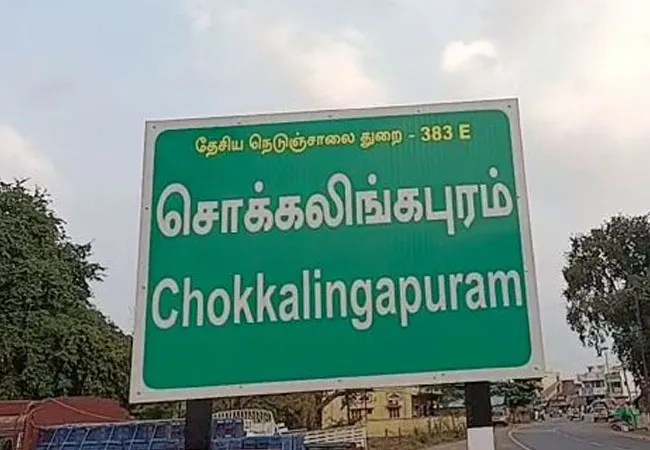 தேசிய நெடுஞ்சாலை துறை - 383 E
சொக்கலிங்கபுரம்
Chokkalingapuram